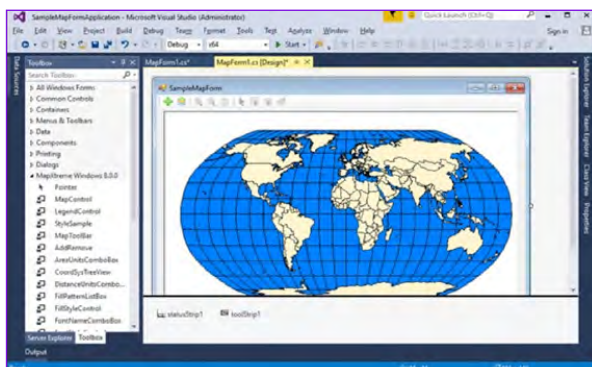 SampleMapFormApplication - Microsoft Visual Studio (Administrator)
Quick Launch (Ctrl+Q)
File Edit View Project Build Debug Team Format Tools Test Analyze Window Help
Sign in
Debug x64 Start
Data Sources
Toolbox
Search Toolbox
All Windows Forms
Common Controls
Containers
Menus & Toolbars
Data
Components
Printing
Dialogs
MapXtreme Windows 8.0.0
Pointer
MapControl
LegendControl
StyleSample
MapToolBar
AddRemove
AreaUnitsComboBox
CoordSysTreeView
DistanceUnitsCombo...
FillPatternListBox
FillStyleControl
FontNameComboBox
Server Explorer Toolbox
Output
MapForm1.cs* MapForm1.cs [Design]*
SampleMapForm
statusStrip1 toolStrip1
Solution Explorer
Team Explorer
Class View
Properties